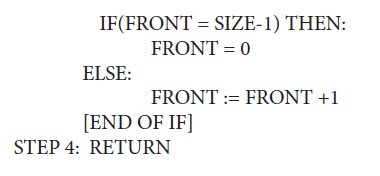 IF(FRONT = SIZE-1) THEN:
FRONT = 0
ELSE:
FRONT := FRONT +1
[END OF IF]
STEP 4: RETURN